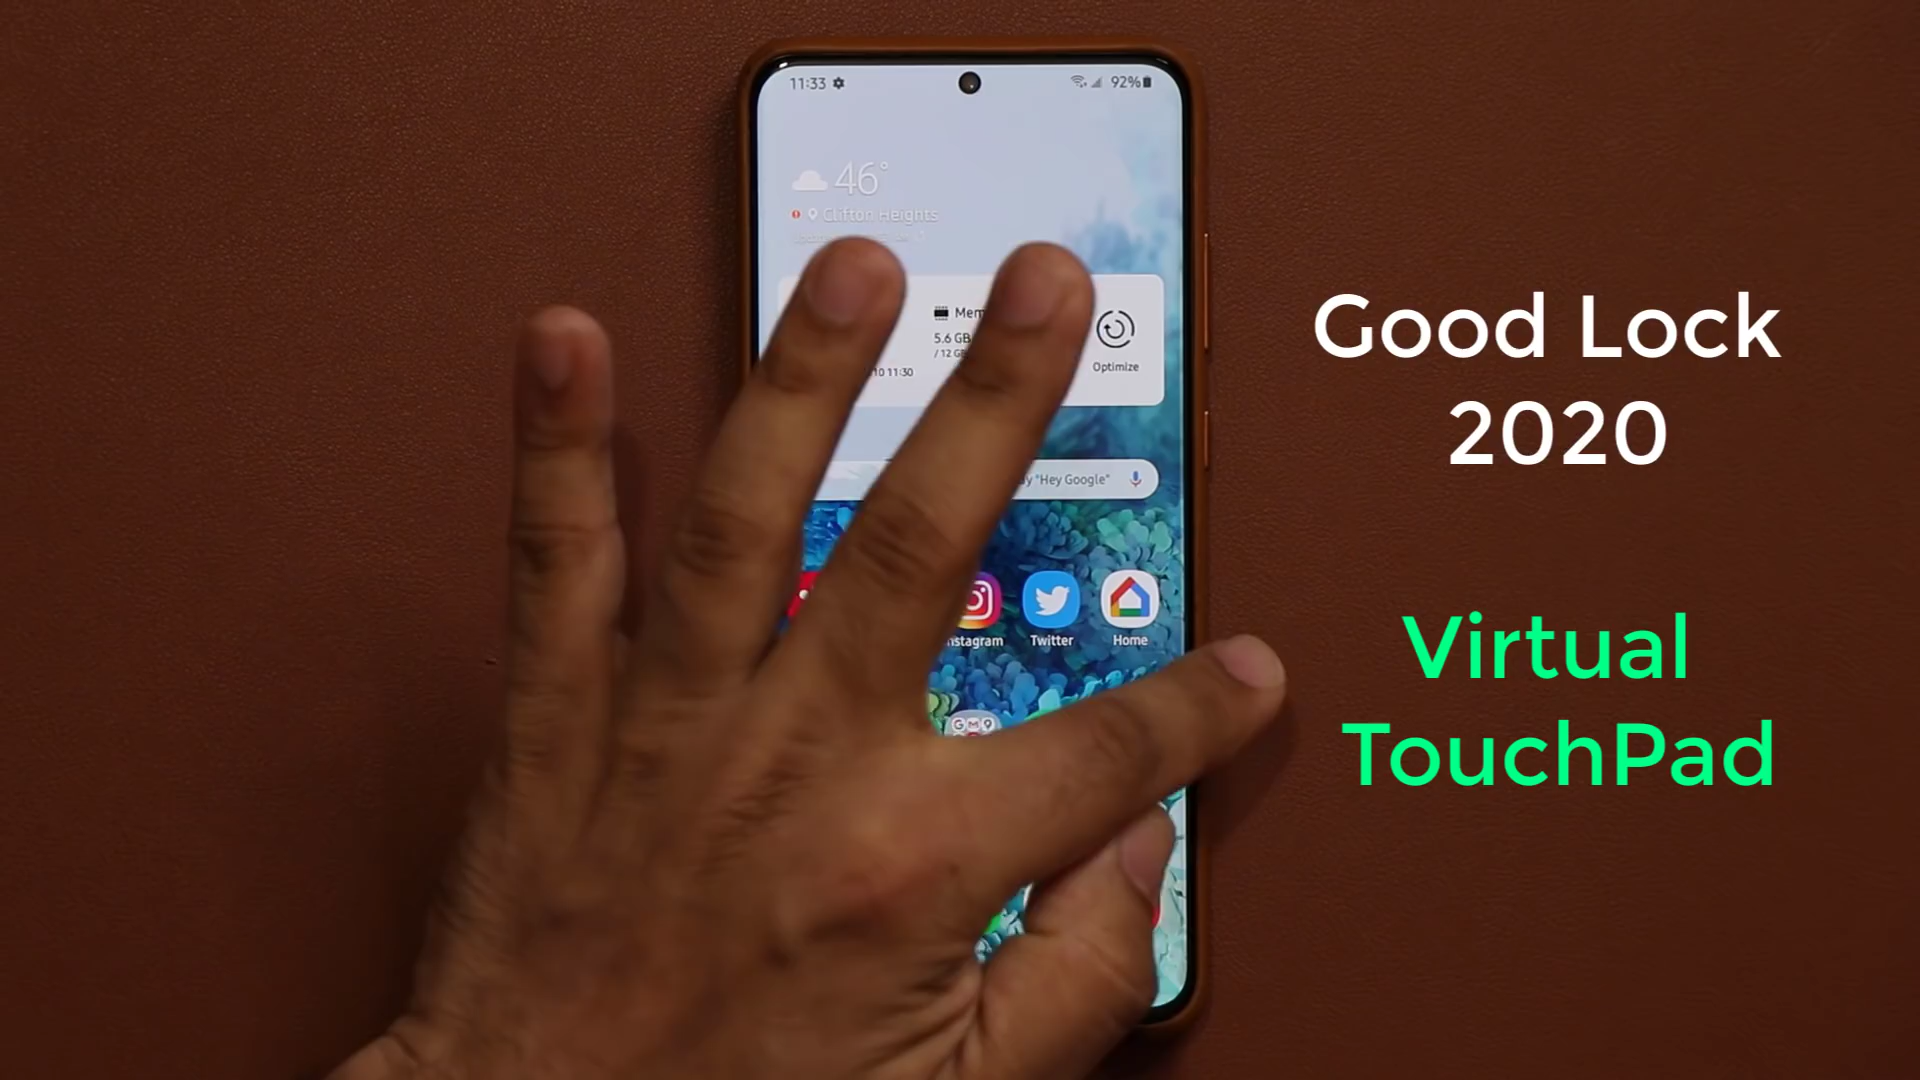 11:33
92%
46°
Clifton Heights
Mem
5.6 GB
/ 12 GB
10 11:30
Optimize
"Hey Google"
nstagram
Twitter
Home
Good Lock
2020
Virtual
TouchPad